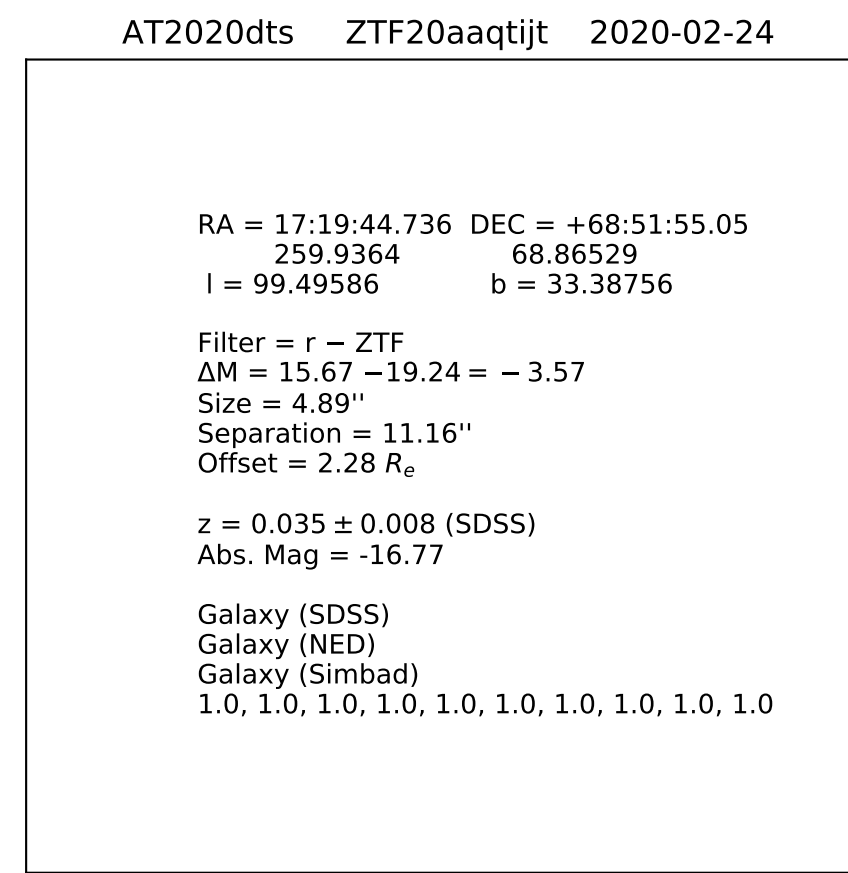 AT2020dts ZTF20aaqtijt 2020-02-24
RA = 17:19:44.736 DEC = +68:51:55.05
259.9364 68.86529
l = 99.49586 b = 33.38756
Filter = r − ZTF
ΔM = 15.67 −19.24 = − 3.57
Size = 4.89''
Separation = 11.16''
Offset = 2.28 Rₑ
z = 0.035 ± 0.008 (SDSS)
Abs. Mag = -16.77
Galaxy (SDSS)
Galaxy (NED)
Galaxy (Simbad)
1.0, 1.0, 1.0, 1.0, 1.0, 1.0, 1.0, 1.0, 1.0, 1.0